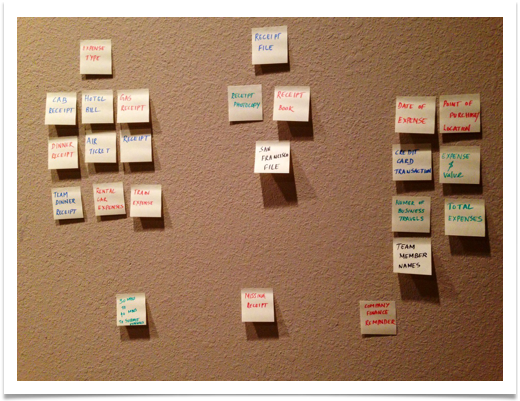 EXPENSE
TYPE
CAB
RECEIPT
HOTEL
BILL
GAS
RECEIPT
DINNER
RECEIPT
AIR
TICKET
RECEIPT
TEAM
DINNER
RECEIPT
RENTAL
CAR
EXPENSES
TRAIN
EXPENSE
RECEIPT
FILE
RECEIPT
PHOTOCOPY
RECEIPT
BOOK
SAN
FRANCISCO
FILE
DATE OF
EXPENSE
POINT OF
PURCHASE/
LOCATION
CREDIT
CARD
TRANSACTION
EXPENSE
$
VALUE
NUMBER OF
BUSINESS
TRAVELS
TOTAL
EXPENSES
TEAM
MEMBER
NAMES
TO
MISSING
RECEIPT
COMPANY
FINANCE
REMINDER